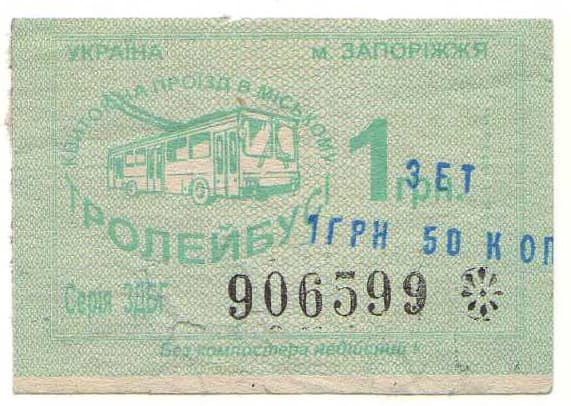 УКРАЇНА м. ЗАПОРІЖЖЯ
КВИТОК НА ПРОЇЗД В МІСЬКОМУ
ТРОЛЕЙБУСІ
1 грн.
ЗЕТ
1ГРН 50 КОП
Серія ЗДБГ
906599
Без компостера недійсний !